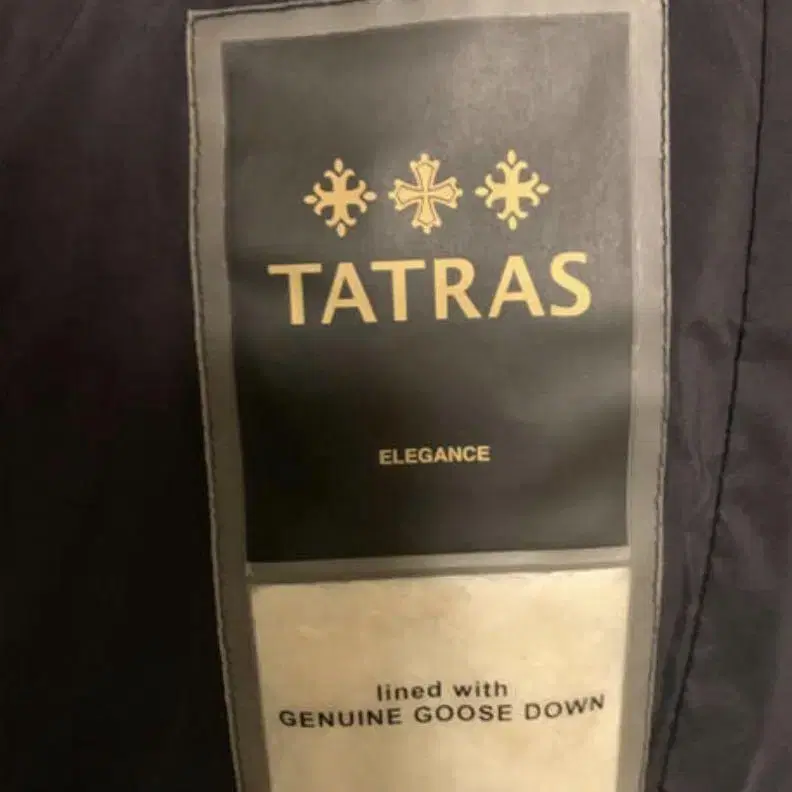 TATRAS
ELEGANCE
lined with
GENUINE GOOSE DOWN